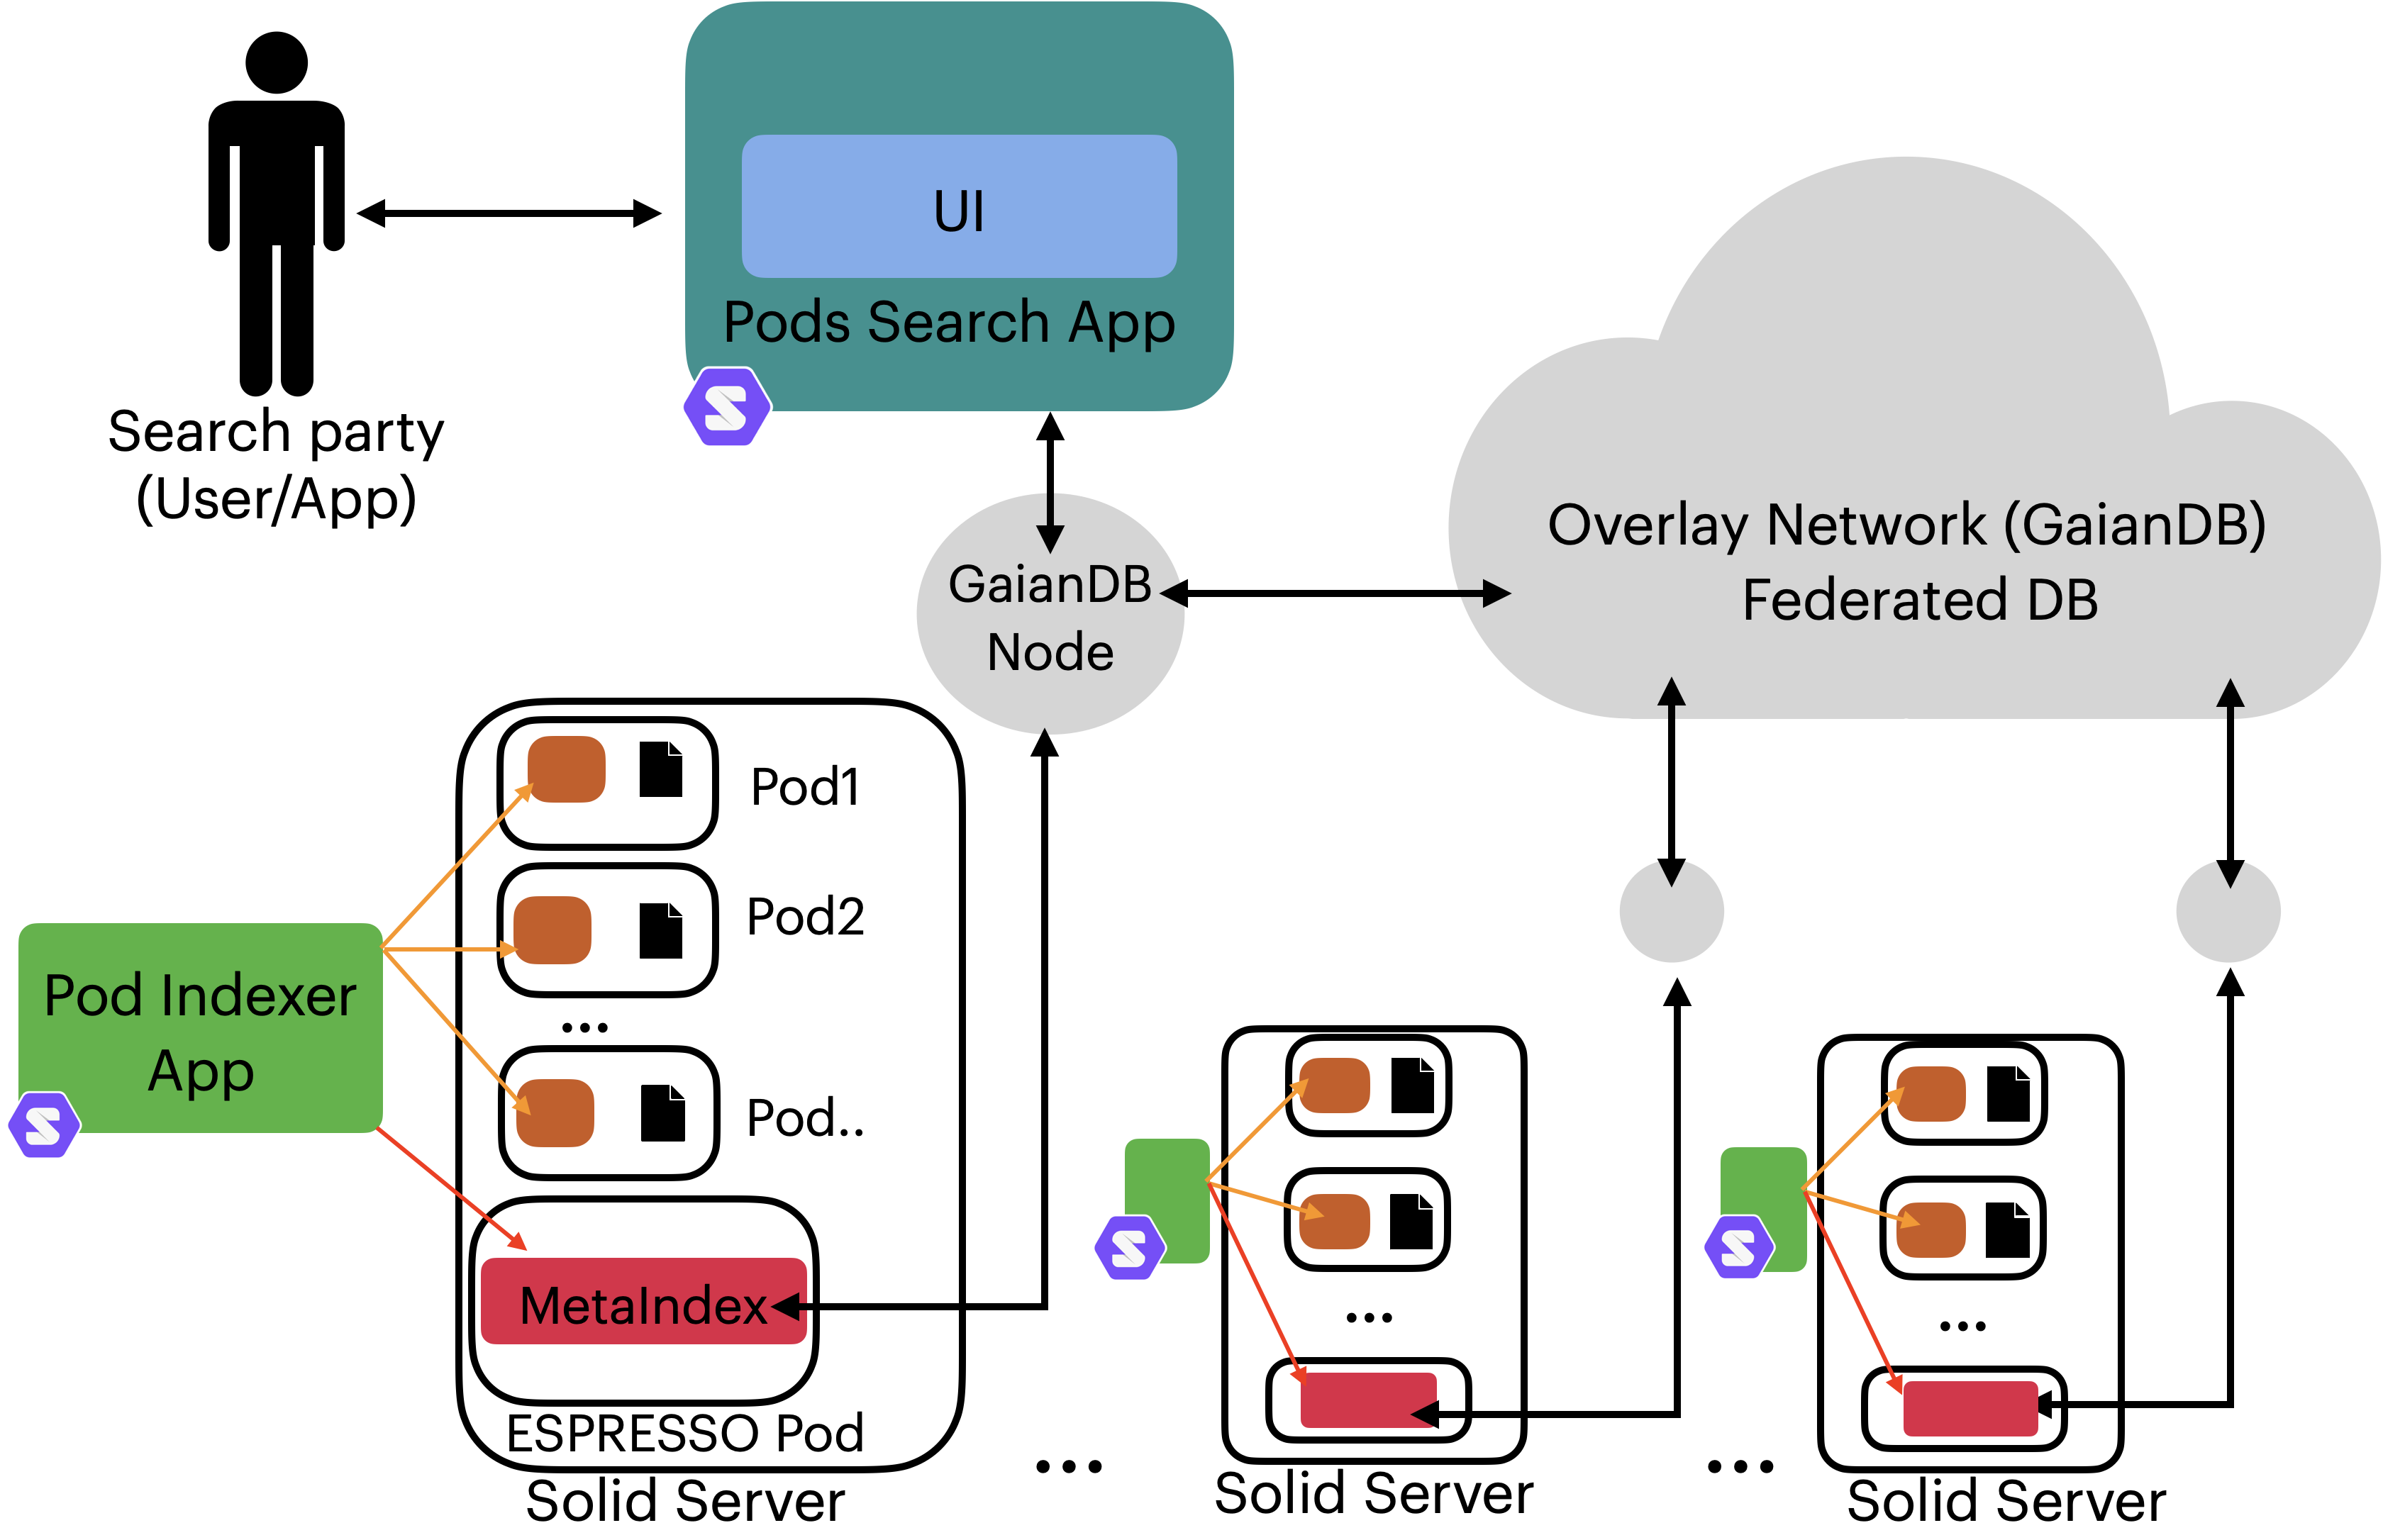 UI
Pods Search App
Search party
(User/App)
Overlay Network (GaianDB)
Federated DB
GaianDB
Node
Pod1
Pod2
Pod Indexer
App
...
Pod..
MetaIndex
ESPRESSO Pod
Solid Server
...
...
Solid Server
...
...
Solid Server